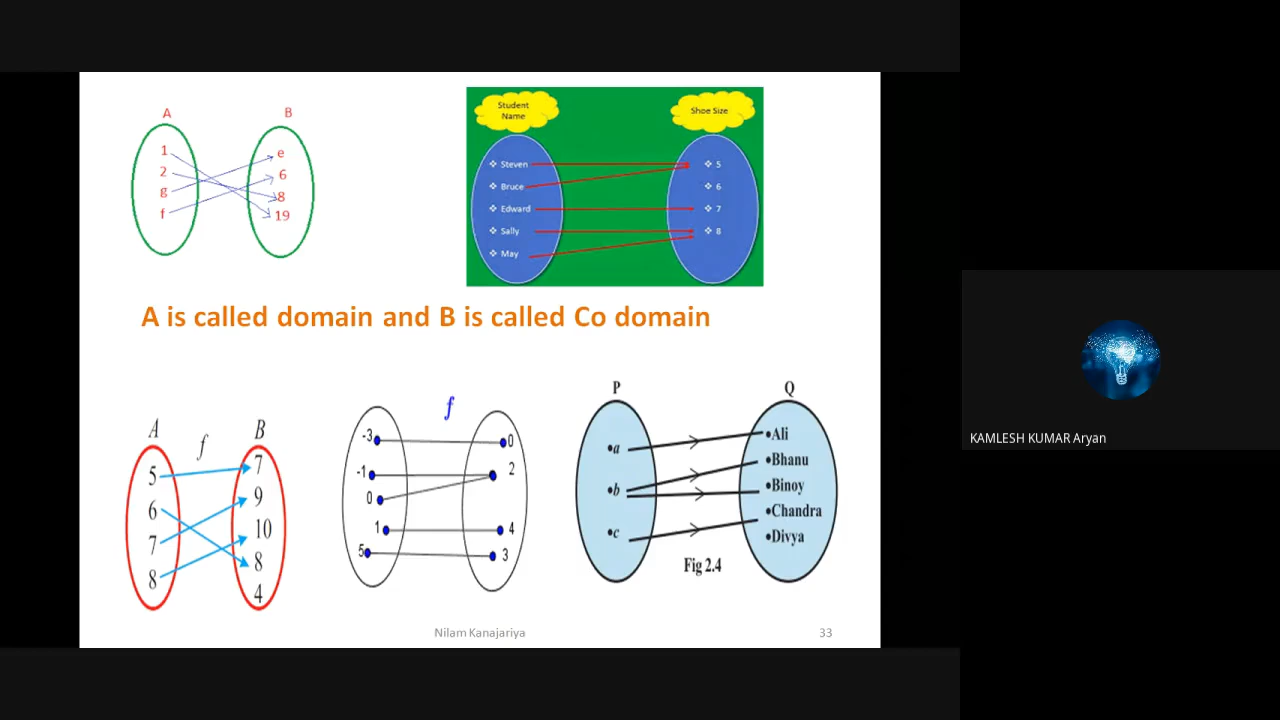 A B
1
2
g
f
e
6
8
19
Student
Name
Shoe Size
❖ Steven
❖ Bruce
❖ Edward
❖ Sally
❖ May
❖ 5
❖ 6
❖ 7
❖ 8
A is called domain and B is called Co domain
A f B
5
6
7
8
7
9
10
8
4
f
-3
-1
0
1
5
0
2
4
3
P Q
•a
•b
•c
•Ali
•Bhanu
•Binoy
•Chandra
•Divya
Fig 2.4
Nilam Kanajariya
33
KAMLESH KUMAR Aryan